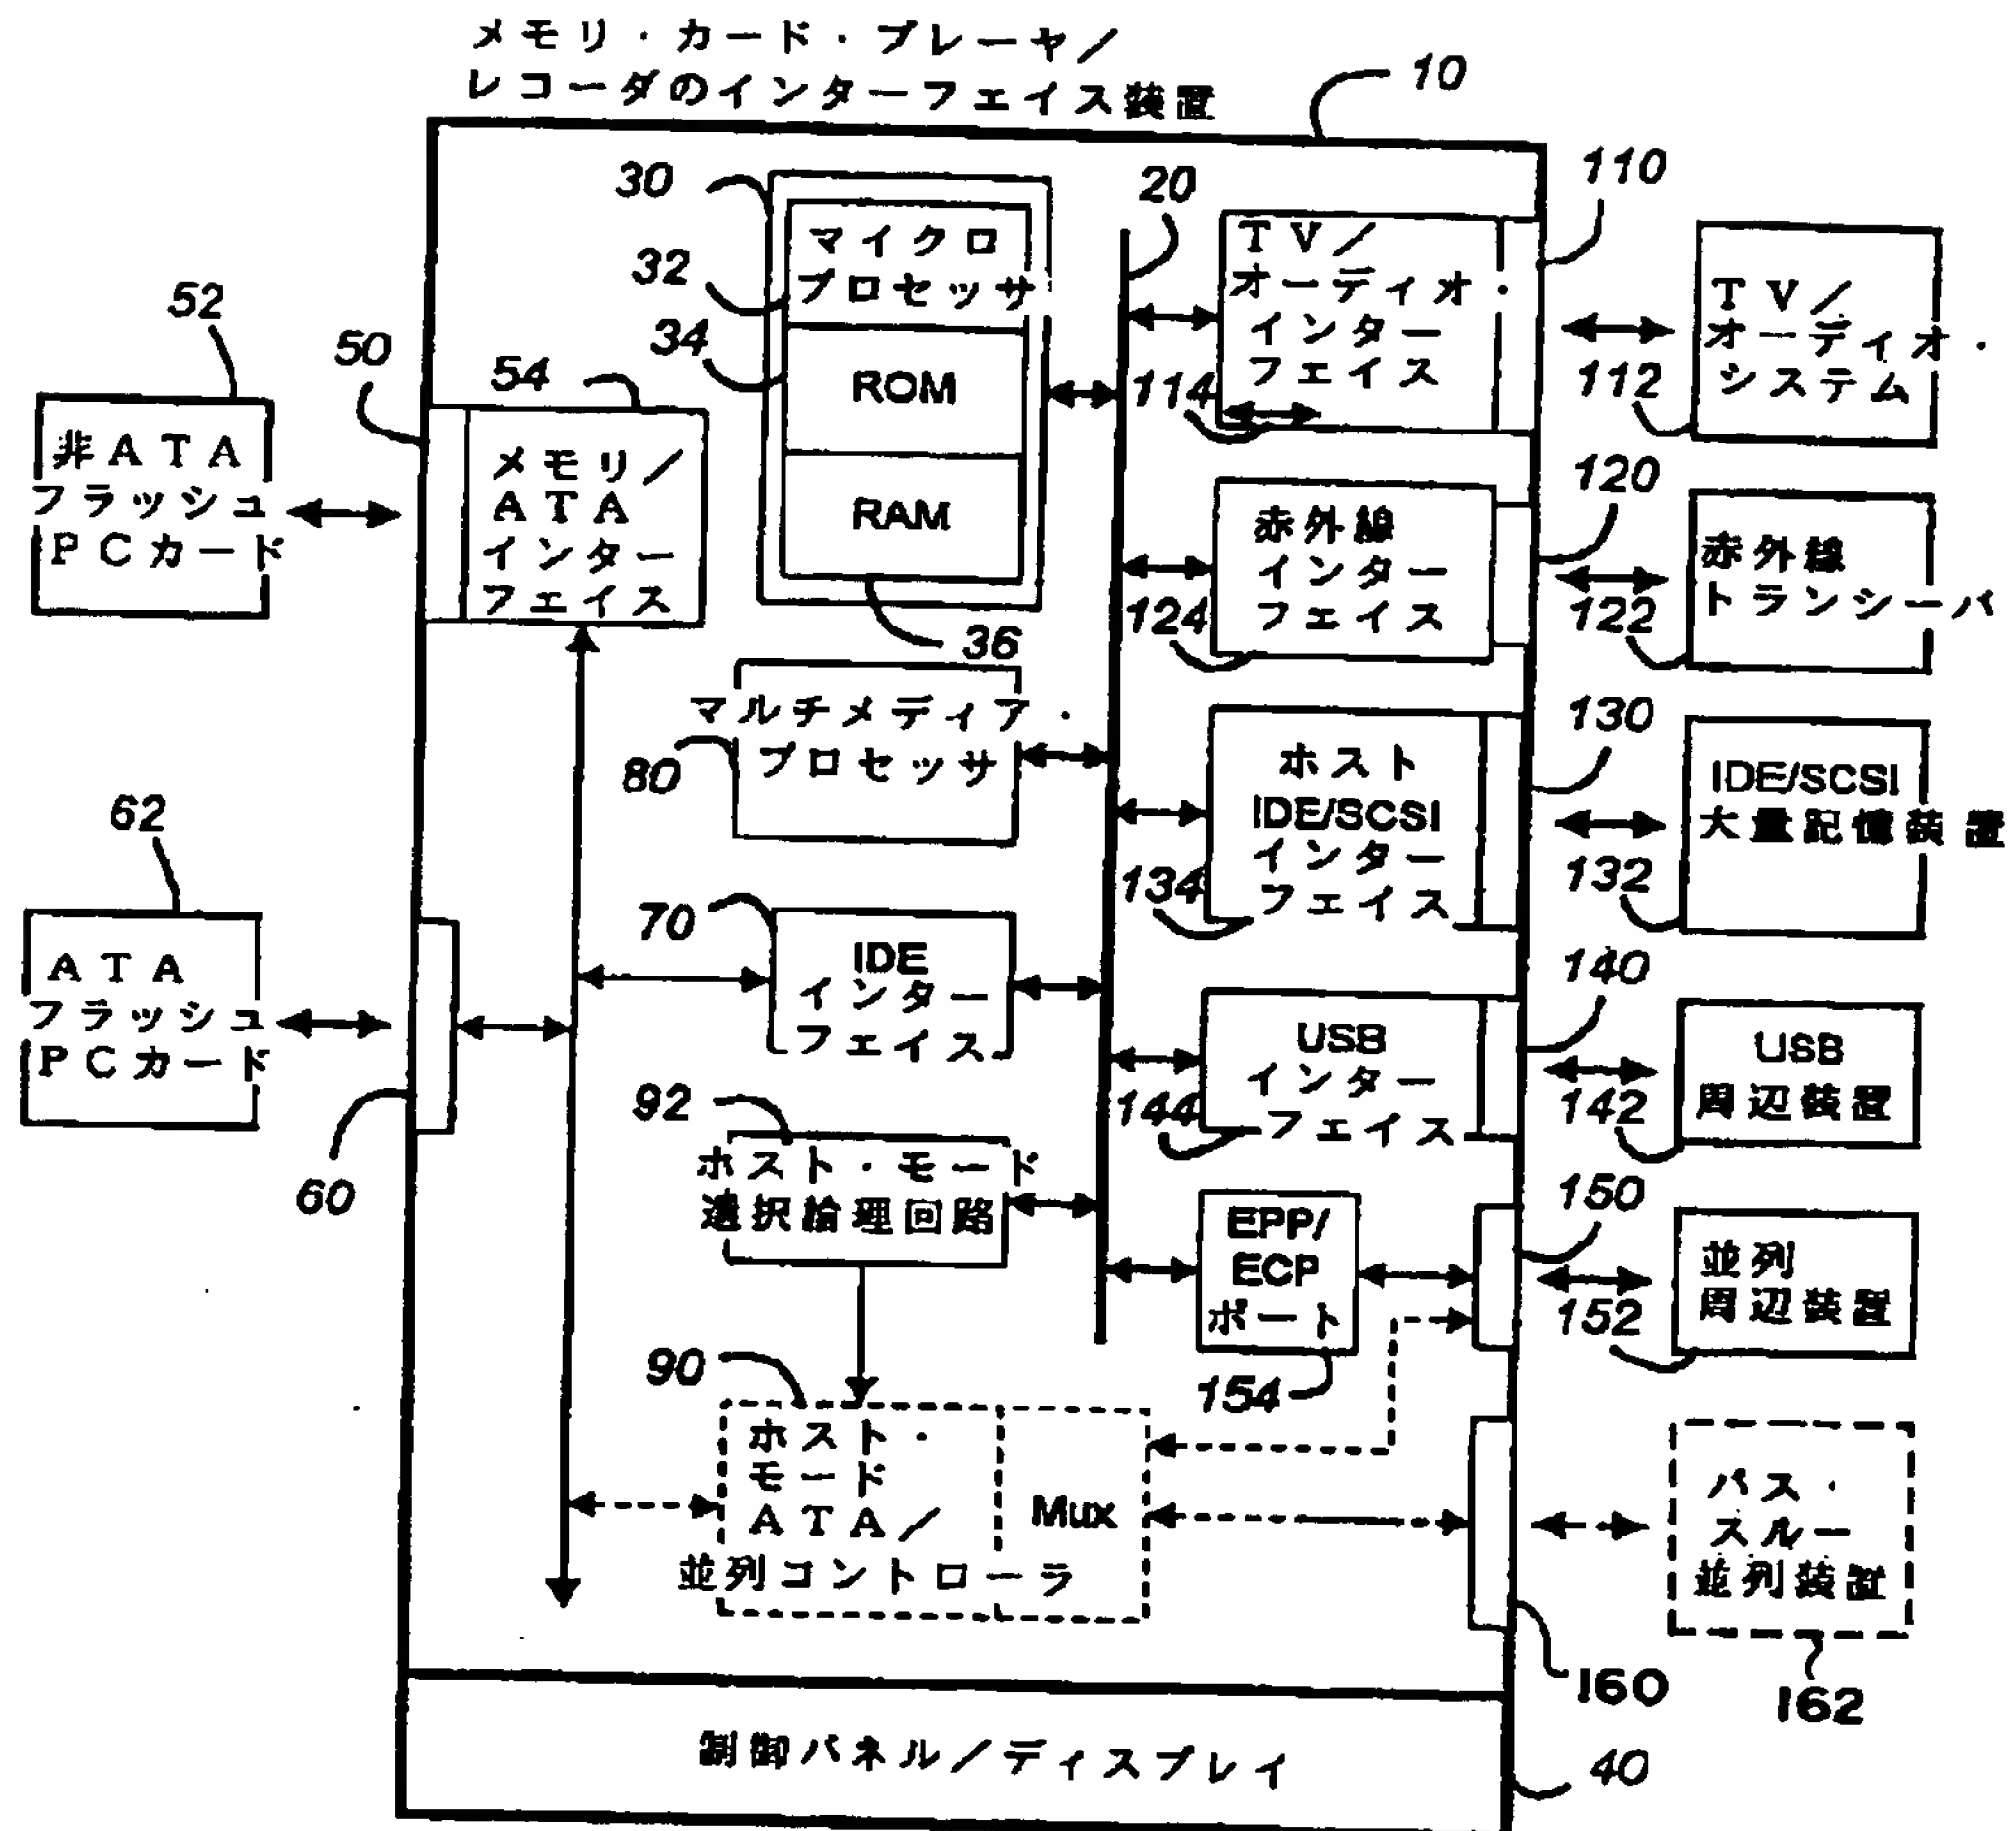 メモリ・カード・プレーヤ／
レコーダのインターフェイス装置
10
30
32
34
36
マイクロ
プロセッサ
ROM
RAM
20
110
TV／
オーディオ・
インター
フェイス
114
TV／
オーディオ・
システム
112
52
非ATA
フラッシュ
PCカード
50
54
メモリ／
ATA
インター
フェイス
120
赤外線
インター
フェイス
124
赤外線
トランシーバ
122
マルチメディア・
プロセッサ
80
130
ホスト
IDE/SCSI
インター
フェイス
134
IDE/SCSI
大量記憶装置
132
62
ATA
フラッシュ
PCカード
60
70
IDE
インター
フェイス
140
USB
インター
フェイス
144
USB
周辺装置
142
92
ホスト・モード
選択論理回路
150
EPP/
ECP
ポート
154
並列
周辺装置
152
90
ホスト・
モード
ATA／
並列コントローラ
Mux
パス・
スルー
並列装置
160
162
制御パネル／ディスプレイ
40